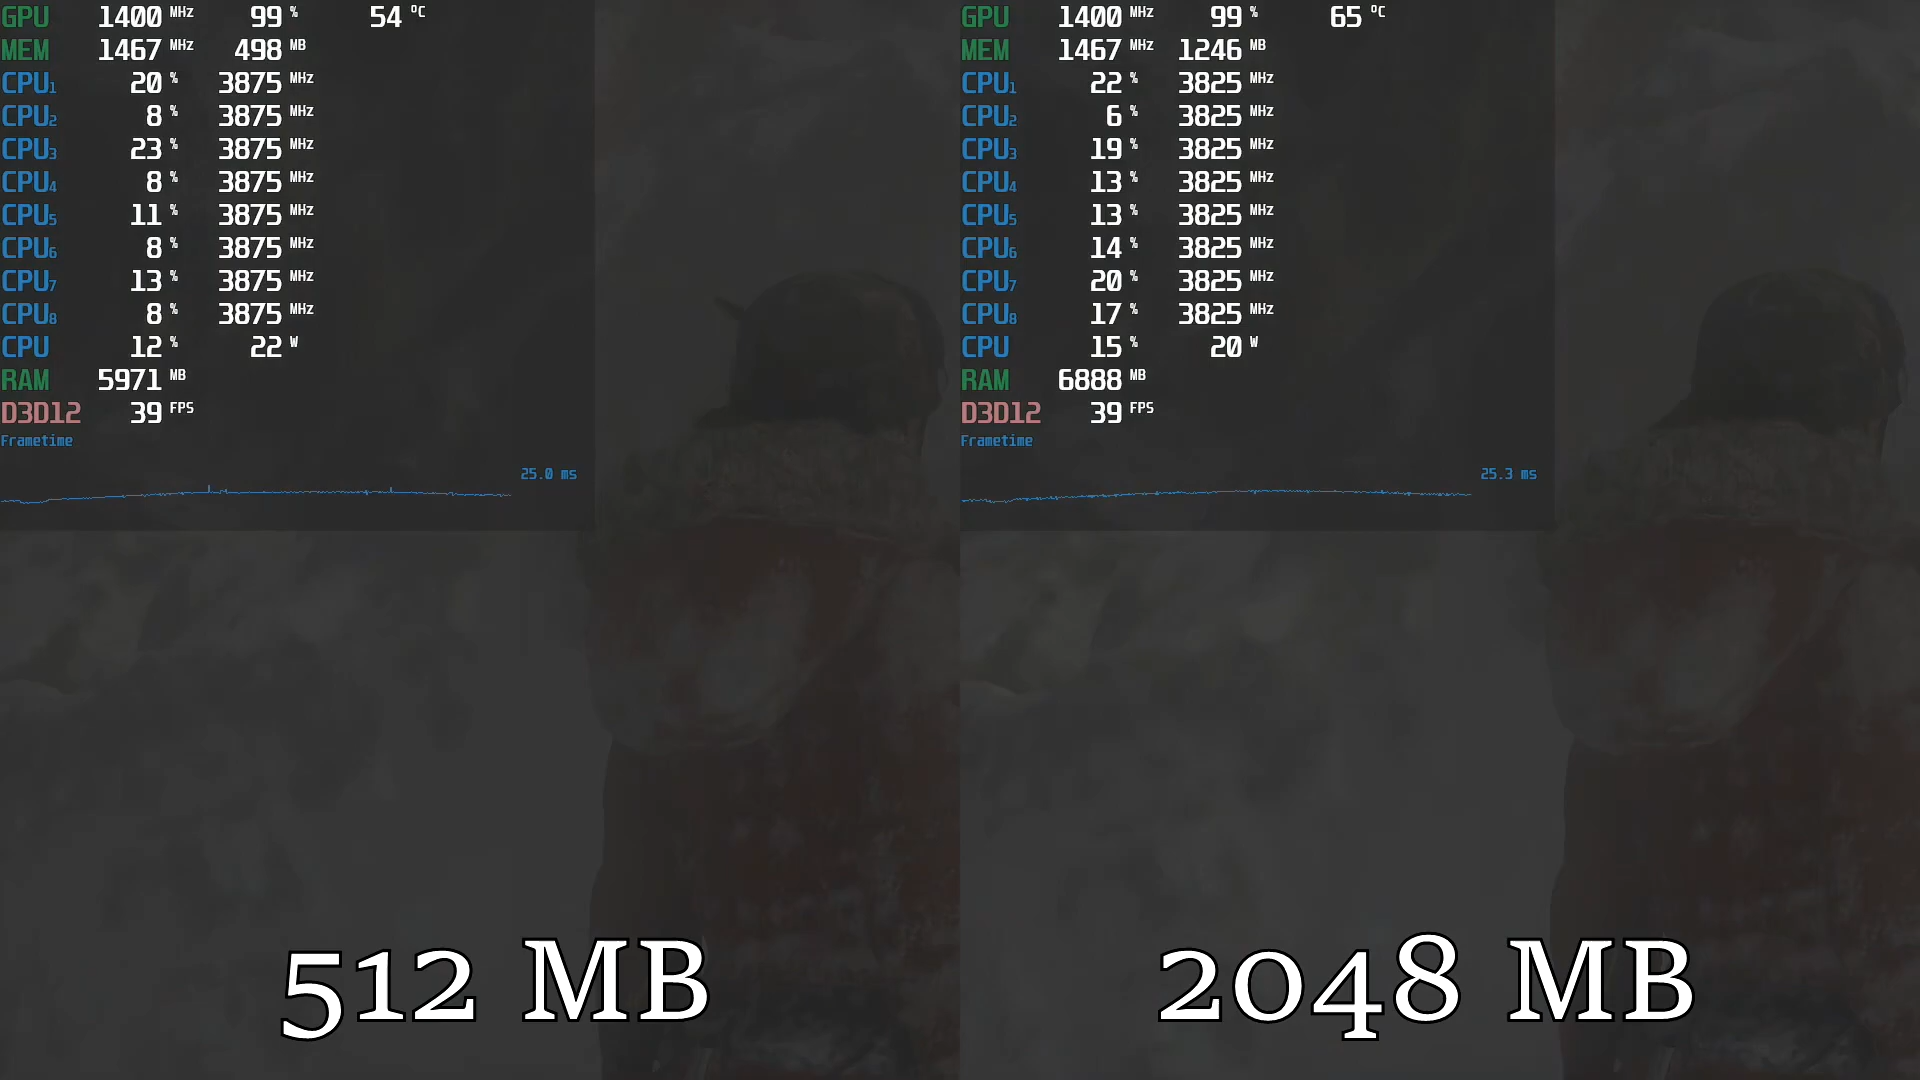 GPU 1400 MHz 99 % 54 °C
MEM 1467 MHz 498 MB
CPU1 20 % 3875 MHz
CPU2 8 % 3875 MHz
CPU3 23 % 3875 MHz
CPU4 8 % 3875 MHz
CPU5 11 % 3875 MHz
CPU6 8 % 3875 MHz
CPU7 13 % 3875 MHz
CPU8 8 % 3875 MHz
CPU 12 % 22 W
RAM 5971 MB
D3D12 39 FPS
Frametime
25.0 ms
512 MB
GPU 1400 MHz 99 % 65 °C
MEM 1467 MHz 1246 MB
CPU1 22 % 3825 MHz
CPU2 6 % 3825 MHz
CPU3 19 % 3825 MHz
CPU4 13 % 3825 MHz
CPU5 13 % 3825 MHz
CPU6 14 % 3825 MHz
CPU7 20 % 3825 MHz
CPU8 17 % 3825 MHz
CPU 15 % 20 W
RAM 6888 MB
D3D12 39 FPS
Frametime
25.3 ms
2048 MB